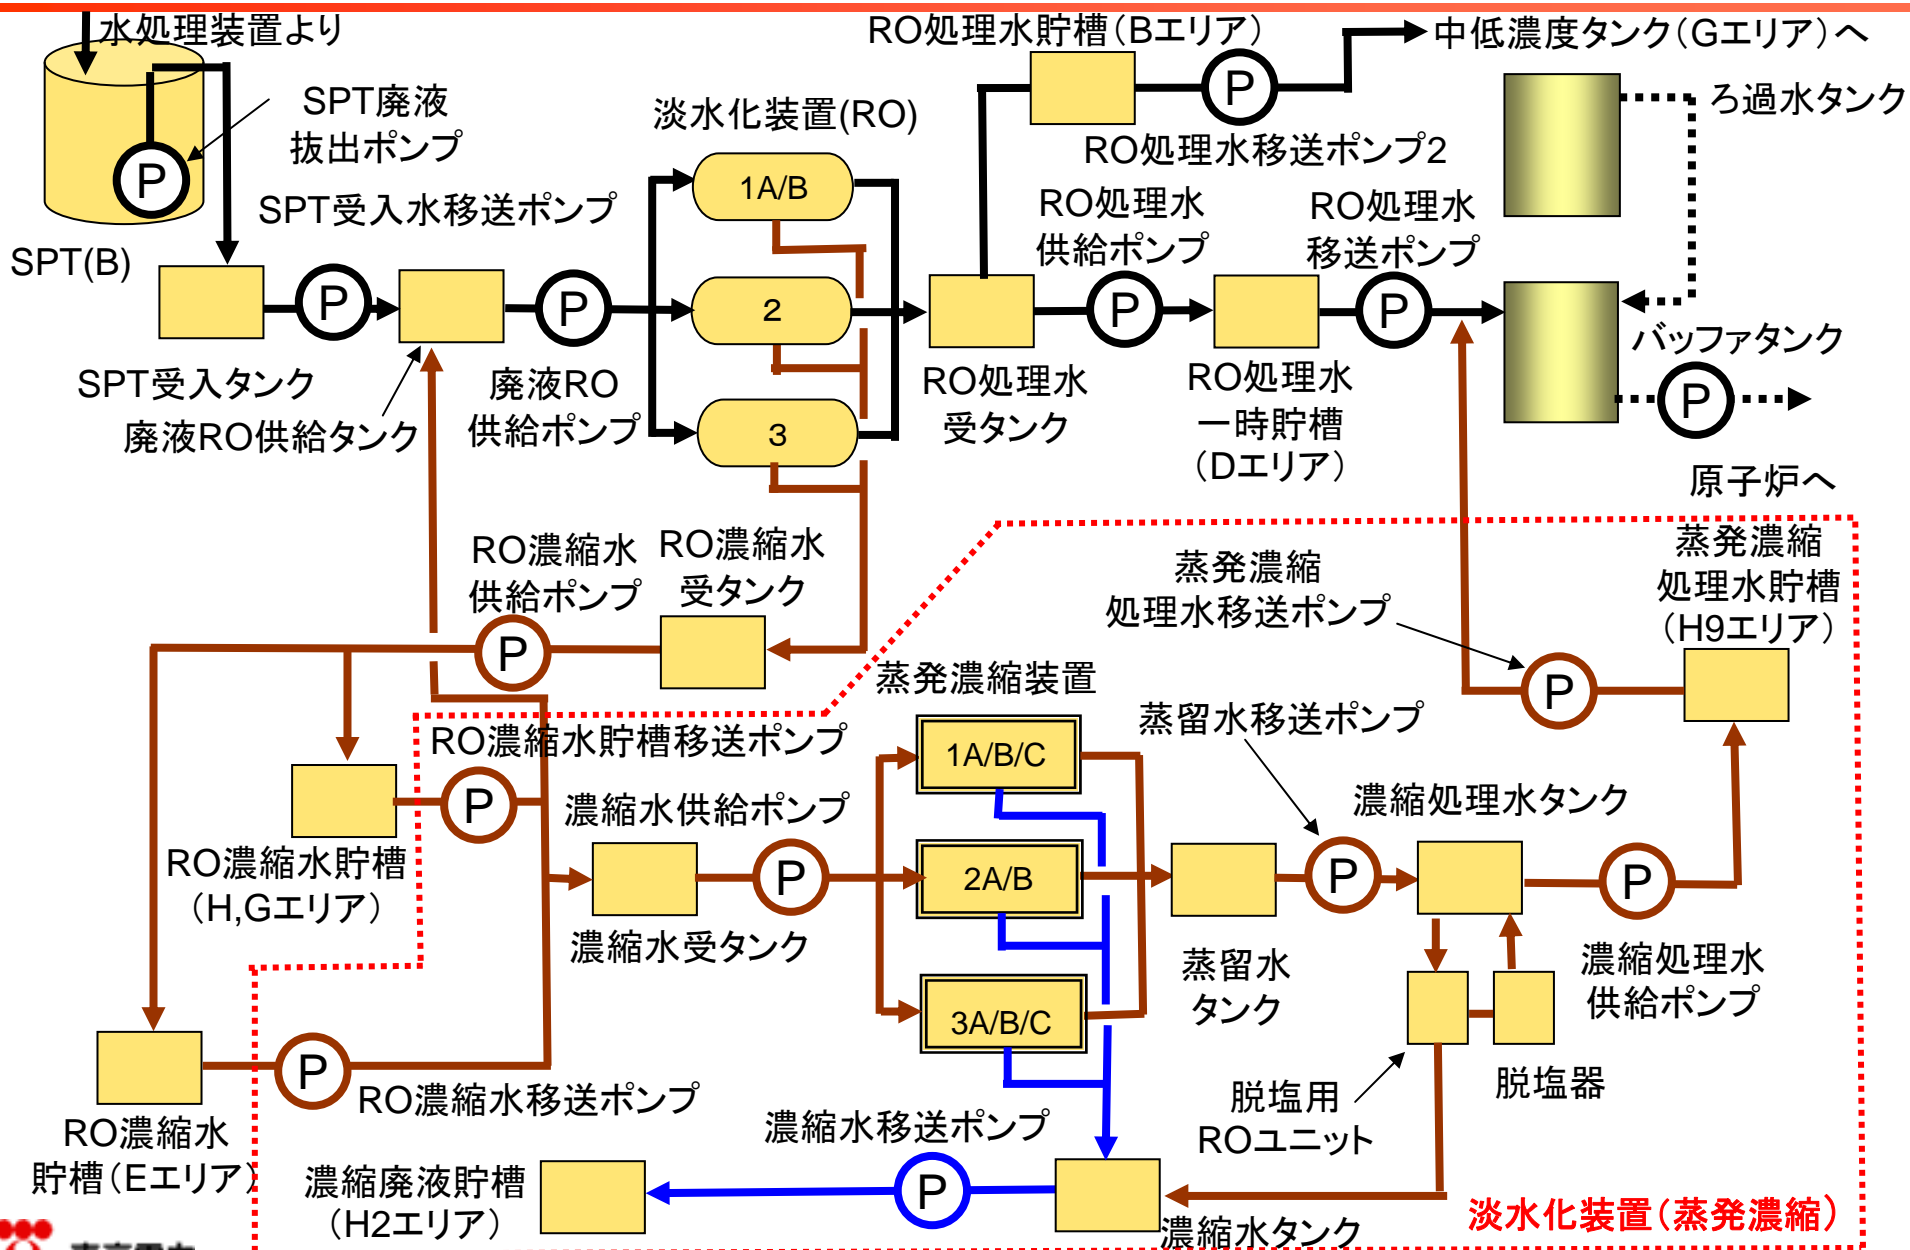 水処理装置より
SPT廃液
抜出ポンプ
P
SPT(B)
SPT受入水移送ポンプ
淡水化装置(RO)
RO処理水貯槽(Bエリア)
P
中低濃度タンク(Gエリア)へ
RO処理水移送ポンプ2
ろ過水タンク
1A/B
2
3
P
P
SPT受入タンク
廃液RO供給タンク
廃液RO
供給ポンプ
RO処理水
供給ポンプ
P
RO処理水
移送ポンプ
P
RO処理水
受タンク
RO処理水
一時貯槽
(Dエリア)
バッファタンク
P
原子炉へ
RO濃縮水
供給ポンプ
P
RO濃縮水
受タンク
蒸発濃縮
処理水移送ポンプ
P
蒸発濃縮
処理水貯槽
(H9エリア)
蒸発濃縮装置
RO濃縮水貯槽移送ポンプ
P
RO濃縮水貯槽
(H,Gエリア)
濃縮水供給ポンプ
P
濃縮水受タンク
1A/B/C
2A/B
3A/B/C
蒸留水移送ポンプ
P
蒸留水
タンク
濃縮処理水タンク
P
濃縮処理水
供給ポンプ
脱塩用
ROユニット
脱塩器
P
RO濃縮水移送ポンプ
RO濃縮水
貯槽(Eエリア)
濃縮水移送ポンプ
P
濃縮廃液貯槽
(H2エリア)
濃縮水タンク
淡水化装置(蒸発濃縮)